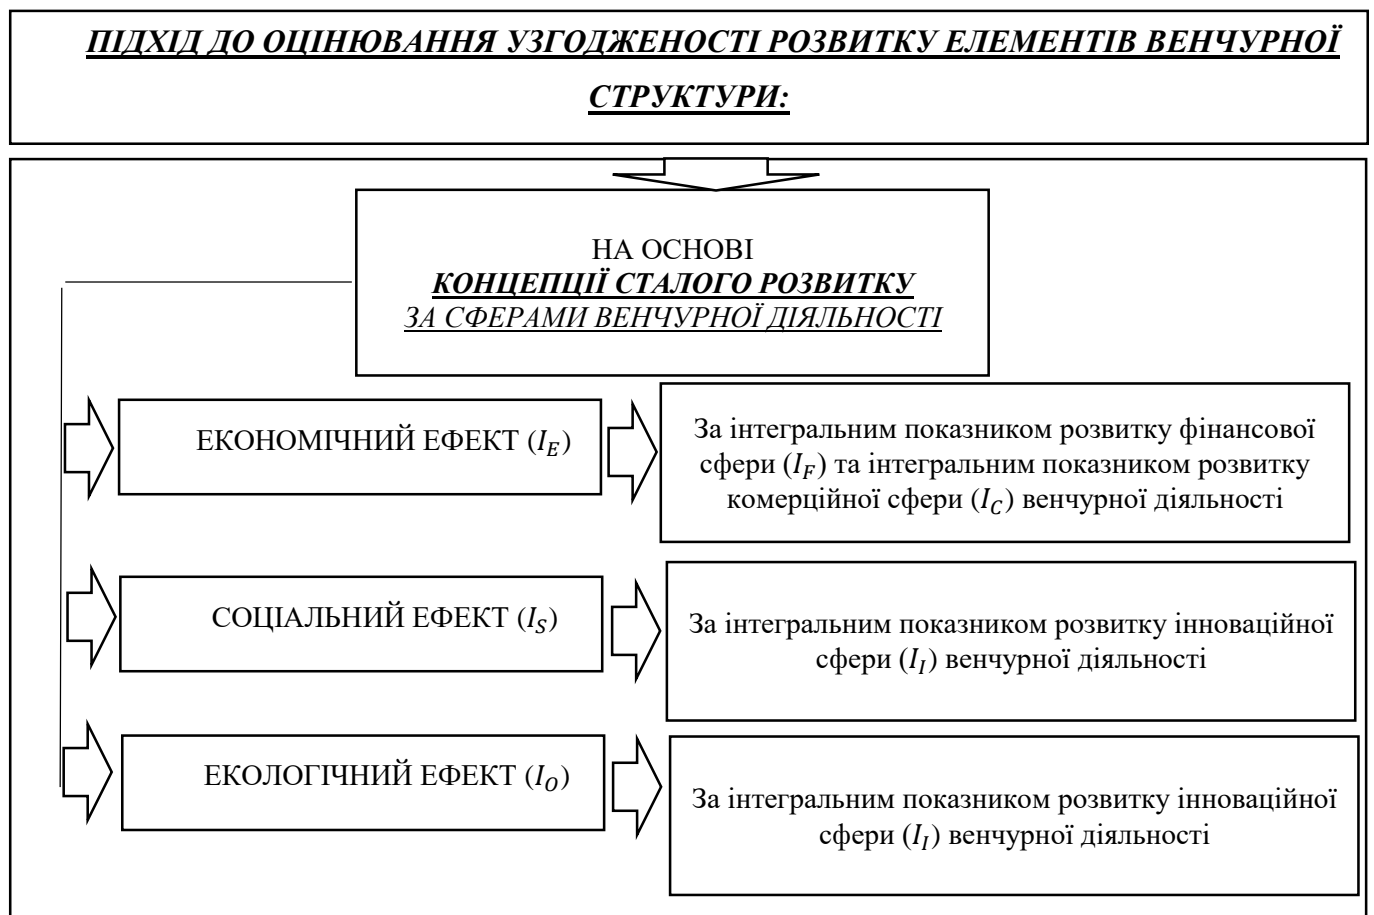 ПІДХІД ДО ОЦІНЮВАННЯ УЗГОДЖЕНОСТІ РОЗВИТКУ ЕЛЕМЕНТІВ ВЕНЧУРНОЇ
СТРУКТУРИ:
НА ОСНОВІ
КОНЦЕПЦІЇ СТАЛОГО РОЗВИТКУ
ЗА СФЕРАМИ ВЕНЧУРНОЇ ДІЯЛЬНОСТІ
ЕКОНОМІЧНИЙ ЕФЕКТ (I_E)
За інтегральним показником розвитку фінансової
сфери (I_F) та інтегральним показником розвитку
комерційної сфери (I_C) венчурної діяльності
СОЦІАЛЬНИЙ ЕФЕКТ (I_S)
За інтегральним показником розвитку інноваційної
сфери (I_I) венчурної діяльності
ЕКОЛОГІЧНИЙ ЕФЕКТ (I_O)
За інтегральним показником розвитку інноваційної
сфери (I_I) венчурної діяльності